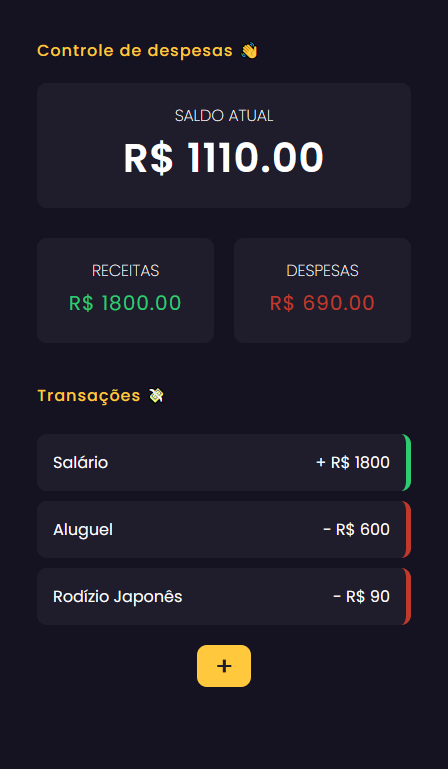 Controle de despesas 👋
SALDO ATUAL
R$ 1110.00
RECEITAS
R$ 1800.00
DESPESAS
R$ 690.00
Transações 💸
Salário + R$ 1800
Aluguel - R$ 600
Rodízio Japonês - R$ 90
+